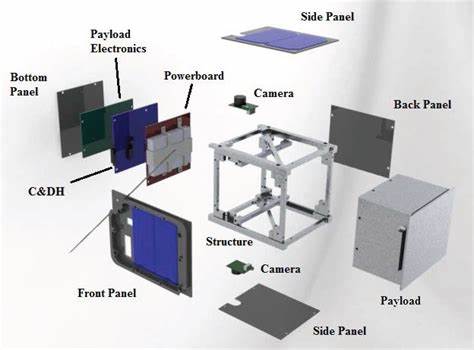 Side Panel
Payload
Electronics
Bottom
Panel
Powerboard
Camera
Back Panel
C&DH
Structure
Camera
Front Panel
Payload
Side Panel